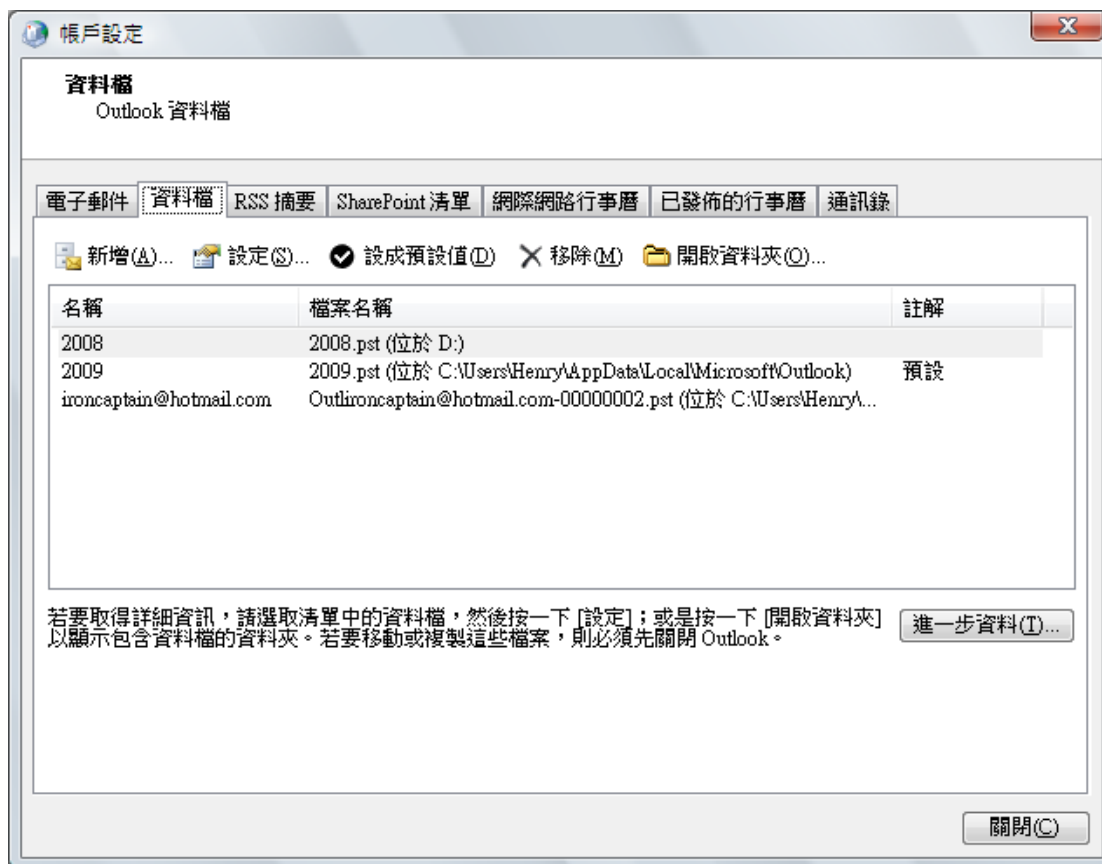 帳戶設定
資料檔
Outlook 資料檔
電子郵件 資料檔 RSS 摘要 SharePoint 清單 網際網路行事曆 已發佈的行事曆 通訊錄
新增(A)... 設定(S)... 設成預設值(D) 移除(M) 開啟資料夾(O)...
名稱 檔案名稱 註解
2008 2008.pst (位於 D:)
2009 2009.pst (位於 C:\Users\Henry\AppData\Local\Microsoft\Outlook) 預設
ironcaptain@hotmail.com Outlironcaptain@hotmail.com-00000002.pst (位於 C:\Users\Henry\...
若要取得詳細資訊，請選取清單中的資料檔，然後按一下 [設定]；或是按一下 [開啟資料夾]
以顯示包含資料檔的資料夾。若要移動或複製這些檔案，則必須先關閉 Outlook。
進一步資料(T)...
關閉(C)